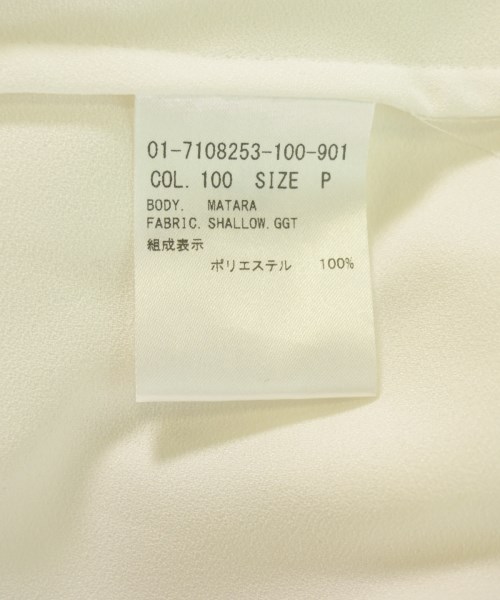 01-7108253-100-901
COL. 100 SIZE P
BODY. MATARA
FABRIC. SHALLOW. GGT
組成表示
ポリエステル 100%